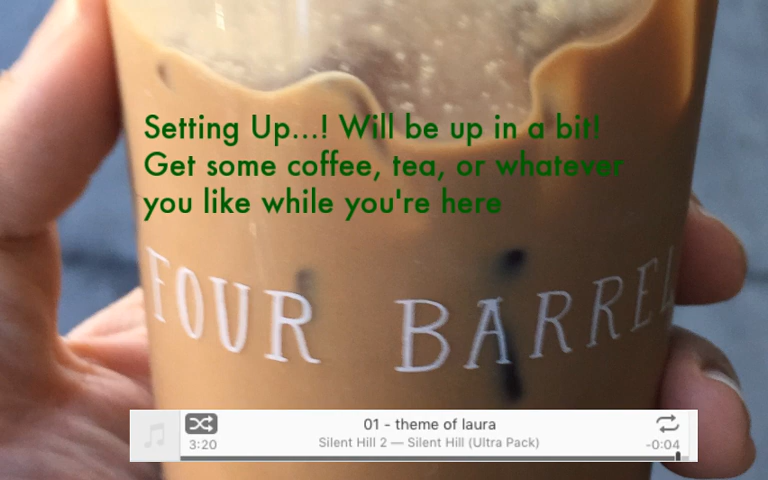 Setting Up...! Will be up in a bit!
Get some coffee, tea, or whatever
you like while you're here
FOUR BARREL
01 - theme of laura
3:20 Silent Hill 2 — Silent Hill (Ultra Pack) -0:04